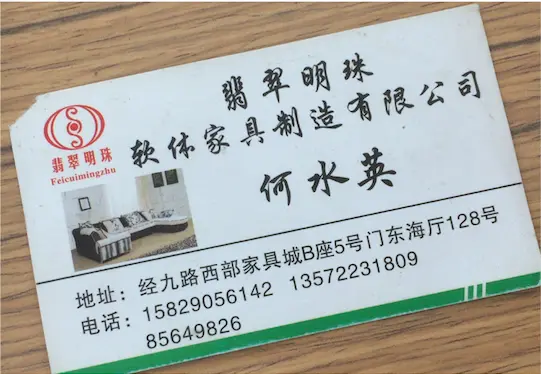 翡翠明珠
Feicuimingzhu
翡翠明珠
软体家具制造有限公司
何水英
地址：经九路西部家具城B座5号门东海厅128号
电话：15829056142 13572231809
85649826